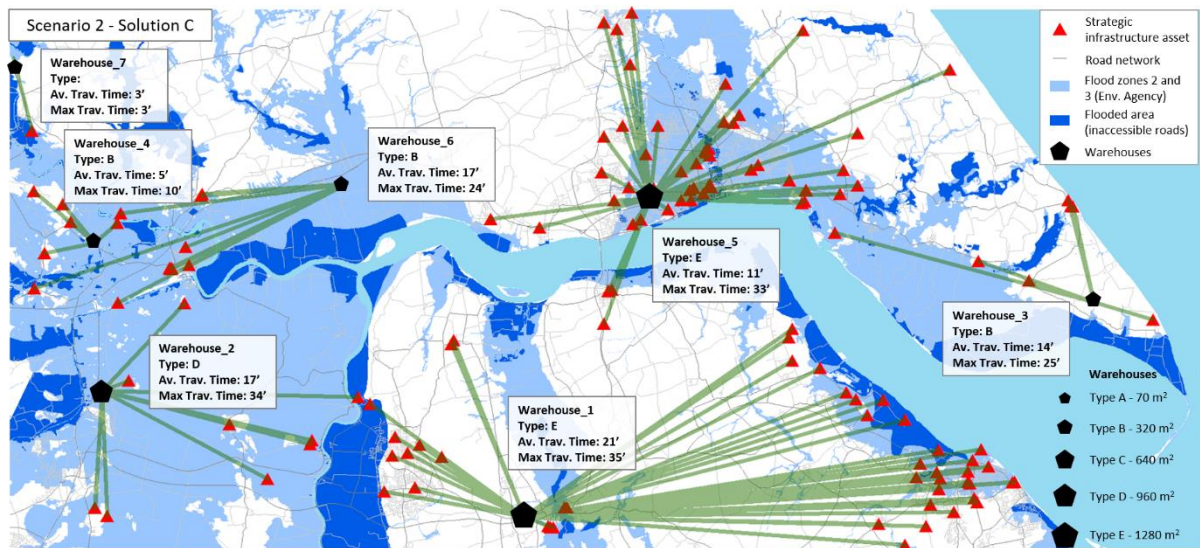 Scenario 2 - Solution C
Warehouse_7
Type:
Av. Trav. Time: 3’
Max Trav. Time: 3’
Warehouse_4
Type: B
Av. Trav. Time: 5’
Max Trav. Time: 10’
Warehouse_6
Type: B
Av. Trav. Time: 17’
Max Trav. Time: 24’
Warehouse_5
Type: E
Av. Trav. Time: 11’
Max Trav. Time: 33’
Warehouse_3
Type: B
Av. Trav. Time: 14’
Max Trav. Time: 25’
Warehouse_2
Type: D
Av. Trav. Time: 17’
Max Trav. Time: 34’
Warehouse_1
Type: E
Av. Trav. Time: 21’
Max Trav. Time: 35’
Strategic
infrastructure asset
Road network
Flood zones 2 and
3 (Env. Agency)
Flooded area
(inaccessible roads)
Warehouses
Warehouses
Type A - 70 m²
Type B - 320 m²
Type C - 640 m²
Type D - 960 m²
Type E - 1280 m²